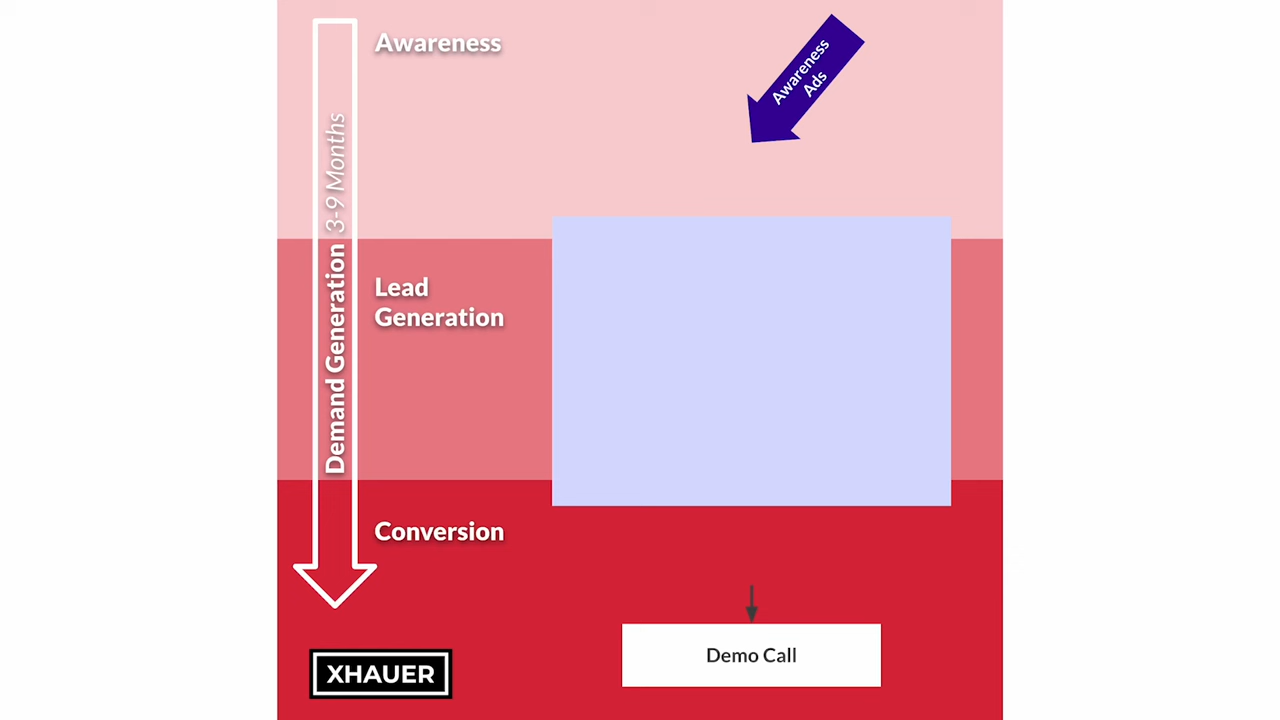 Awareness
Awareness
Ads
Demand Generation 3-9 Months
Lead
Generation
Conversion
Demo Call
XHAUER